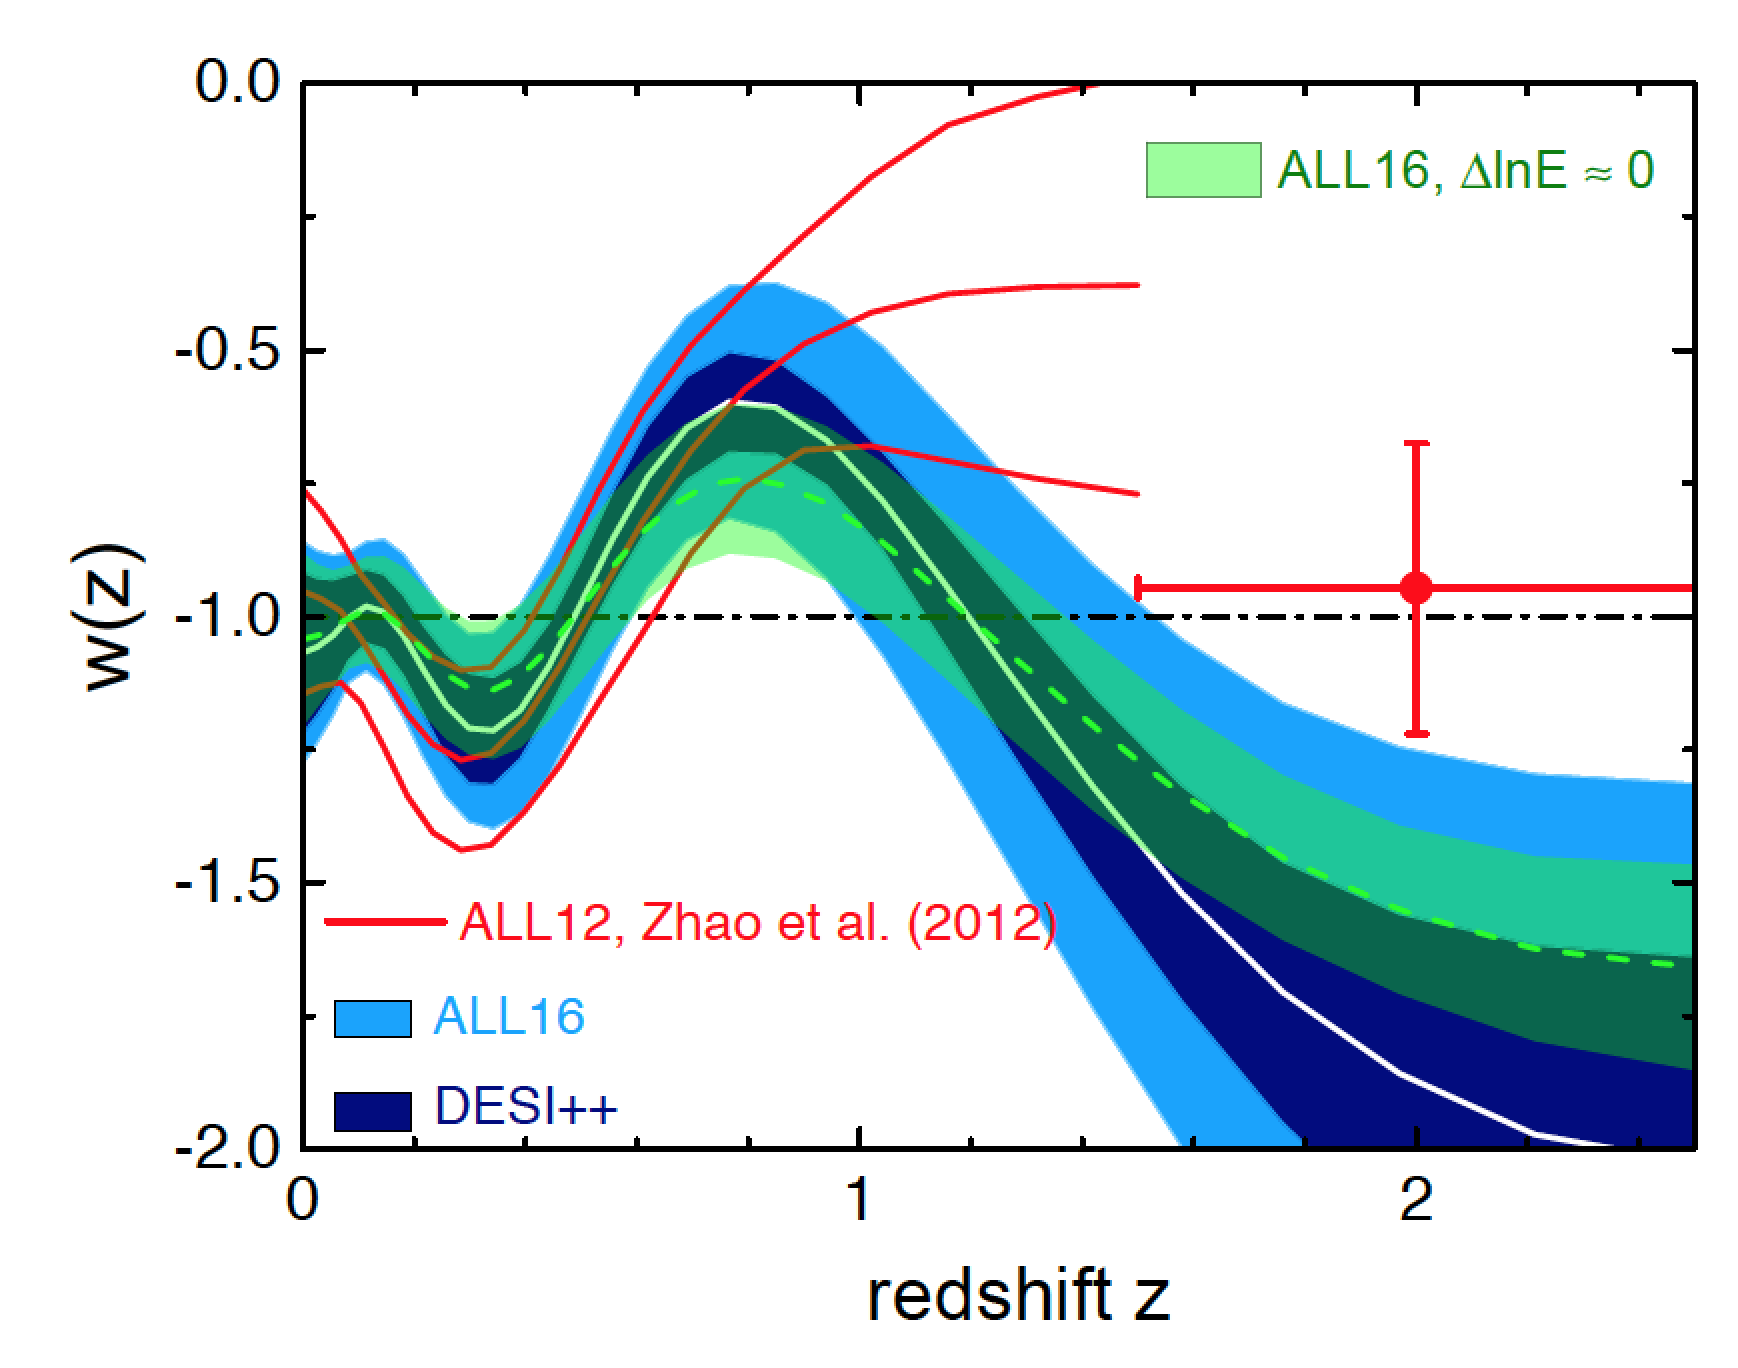 0.0
-0.5
-1.0
-1.5
-2.0
w(z)
ALL16, ΔlnE ≈ 0
ALL12, Zhao et al. (2012)
ALL16
DESI++
0 1 2
redshift z